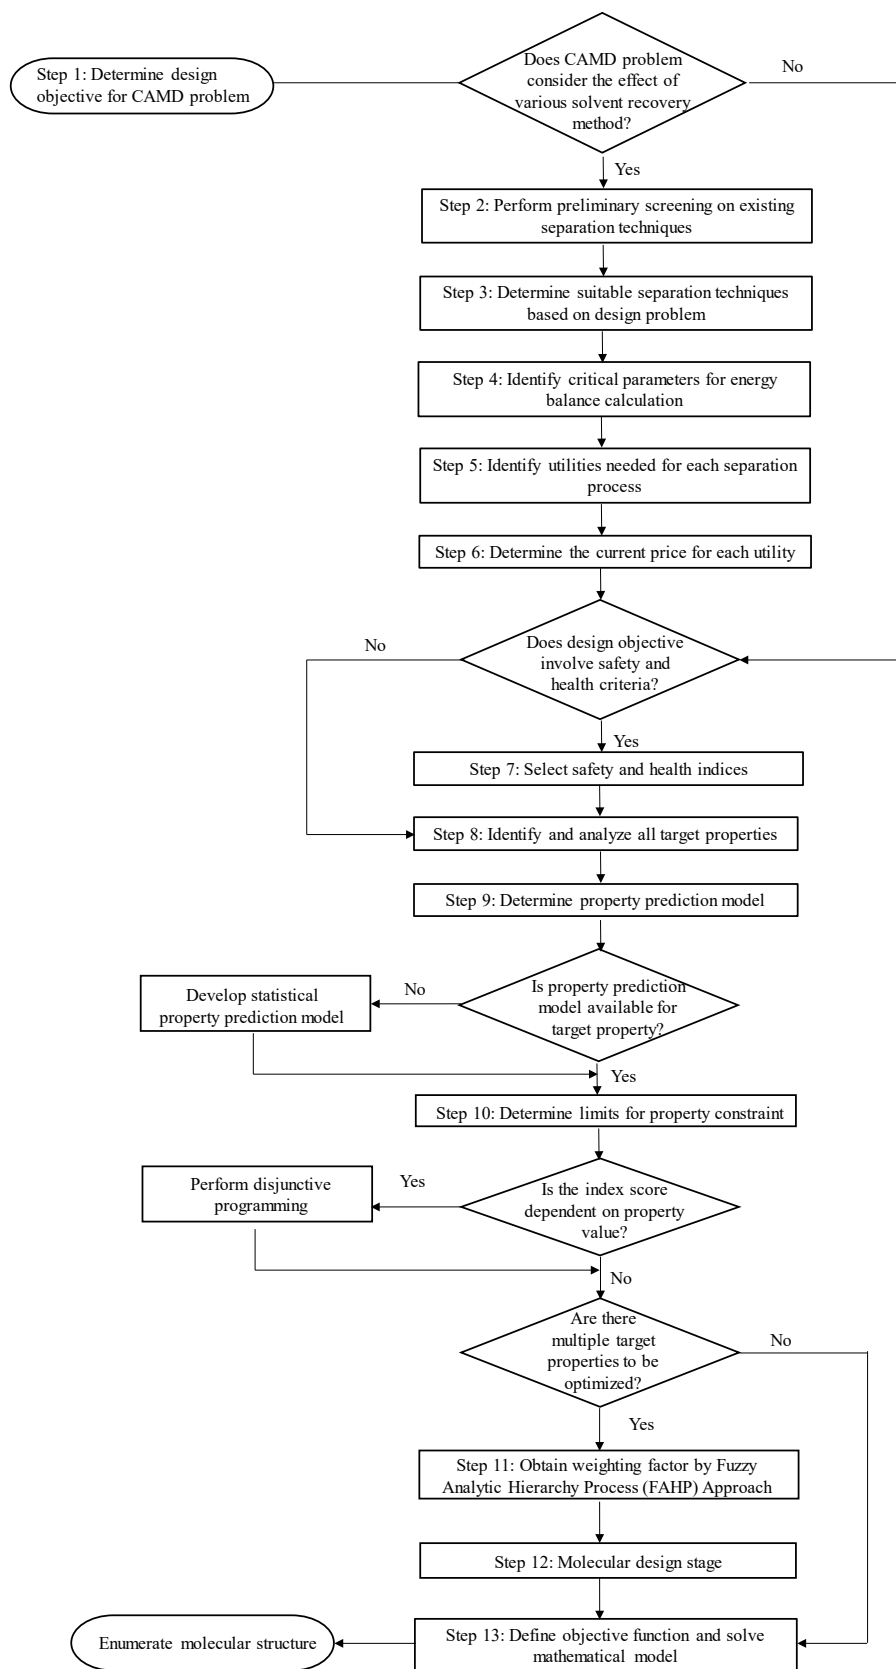 Step 1: Determine design
objective for CAMD problem
Does CAMD problem
consider the effect of
various solvent recovery
method?
No
Yes
Step 2: Perform preliminary screening on existing
separation techniques
Step 3: Determine suitable separation techniques
based on design problem
Step 4: Identify critical parameters for energy
balance calculation
Step 5: Identify utilities needed for each separation
process
Step 6: Determine the current price for each utility
Does design objective
involve safety and
health criteria?
No
Yes
Step 7: Select safety and health indices
Step 8: Identify and analyze all target properties
Step 9: Determine property prediction model
Is property prediction
model available for
target property?
No
Develop statistical
property prediction model
Yes
Step 10: Determine limits for property constraint
Is the index score
dependent on property
value?
Yes
Perform disjunctive
programming
No
Are there
multiple target
properties to be
optimized?
No
Yes
Step 11: Obtain weighting factor by Fuzzy
Analytic Hierarchy Process (FAHP) Approach
Step 12: Molecular design stage
Step 13: Define objective function and solve
mathematical model
Enumerate molecular structure